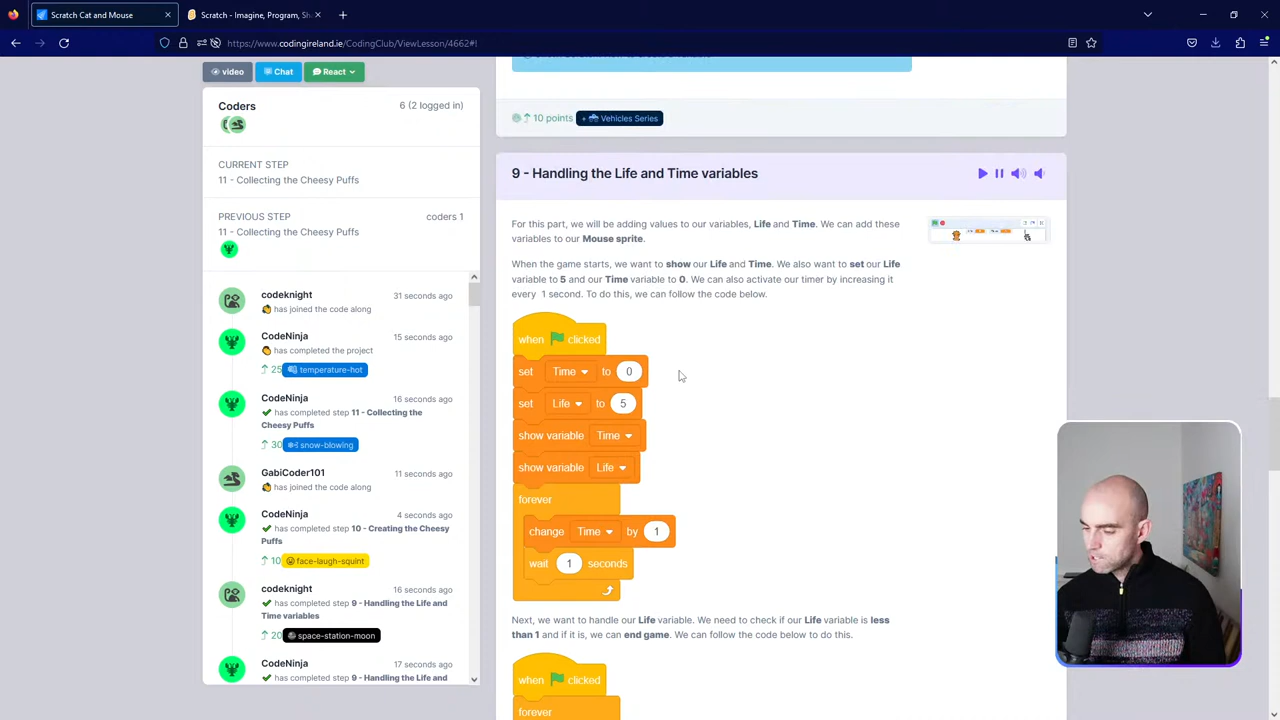 Scratch Cat and Mouse
Scratch - Imagine, Program, Sh
https://www.codingireland.ie/CodingClub/ViewLesson/4662#!
video
Chat
React
Coders
6 (2 logged in)
CURRENT STEP
11 - Collecting the Cheesy Puffs
PREVIOUS STEP
coders 1
11 - Collecting the Cheesy Puffs
codeknight
31 seconds ago
has joined the code along
CodeNinja
15 seconds ago
has completed the project
25 temperature-hot
CodeNinja
16 seconds ago
has completed step 11 - Collecting the
Cheesy Puffs
30 snow-blowing
GabiCoder101
11 seconds ago
has joined the code along
CodeNinja
4 seconds ago
has completed step 10 - Creating the Cheesy
Puffs
10 face-laugh-squint
codeknight
16 seconds ago
has completed step 9 - Handling the Life and
Time variables
20 space-station-moon
CodeNinja
17 seconds ago
has completed step 9 - Handling the Life and
10 points
+ Vehicles Series
9 - Handling the Life and Time variables
For this part, we will be adding values to our variables, Life and Time. We can add these
variables to our Mouse sprite.
When the game starts, we want to show our Life and Time. We also want to set our Life
variable to 5 and our Time variable to 0. We can also activate our timer by increasing it
every 1 second. To do this, we can follow the code below.
when clicked
set Time to 0
set Life to 5
show variable Time
show variable Life
forever
change Time by 1
wait 1 seconds
Next, we want to handle our Life variable. We need to check if our Life variable is less
than 1 and if it is, we can end game. We can follow the code below to do this.
when clicked
forever